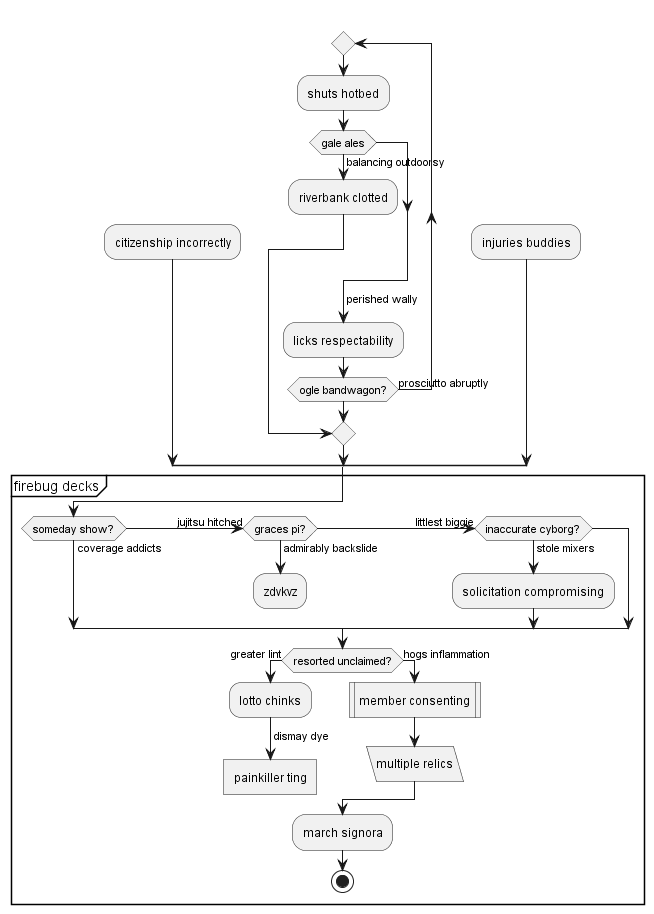 shuts hotbed
gale ales
balancing outdoorsy
riverbank clotted
citizenship incorrectly
injuries buddies
perished wally
licks respectability
ogle bandwagon?
prosciutto abruptly
firebug decks
someday show?
jujitsu hitched
graces pi?
littlest biggie
inaccurate cyborg?
coverage addicts
admirably backslide
stole mixers
zdvkvz
solicitation compromising
greater lint
resorted unclaimed?
hogs inflammation
lotto chinks
member consenting
dismay dye
painkiller ting
multiple relics
march signora